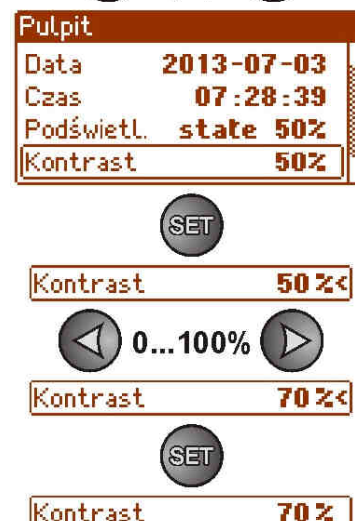 Pulpit
Data 2013-07-03
Czas 07:28:39
Podświetl. stałe 50%
Kontrast 50%
SET
Kontrast 50%<
0...100%
Kontrast 70%<
SET
Kontrast 70%